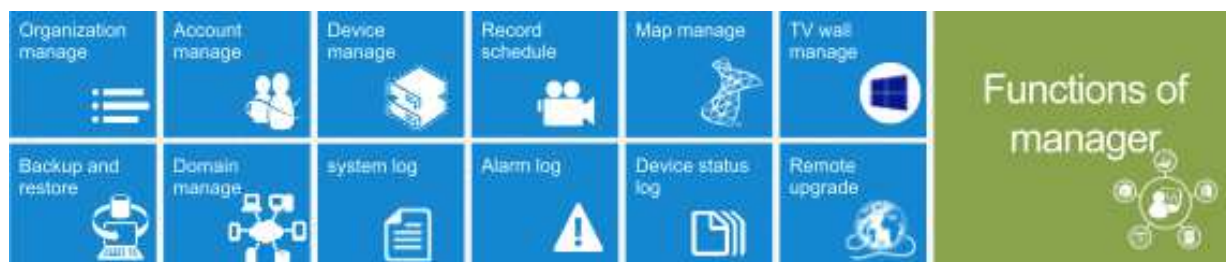 Organization
manage
Account
manage
Device
manage
Record
schedule
Map manage
TV wall
manage
Backup and
restore
Domain
manage
system log
Alarm log
Device status
log
Remote
upgrade
Functions of
manager